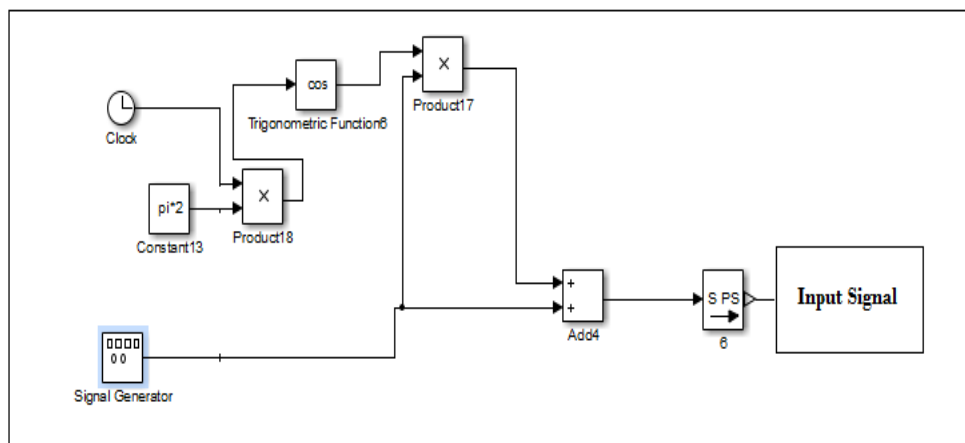 X
Product17
cos
Trigonometric Function6
Clock
X
Product18
pi*2
Constant13
+
+
Add4
S PS
6
Input Signal
Signal Generator